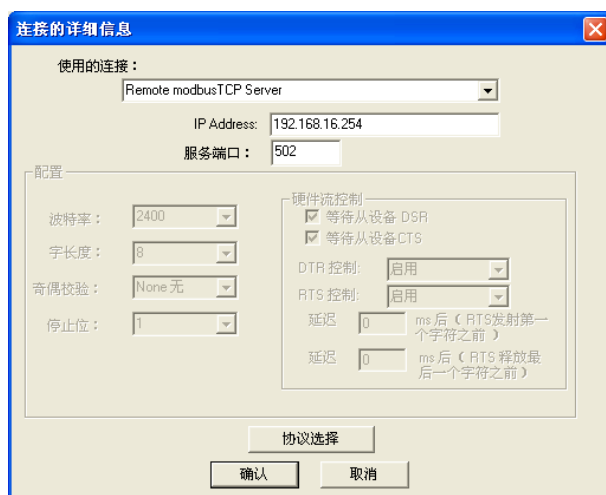 连接的详细信息
使用的连接：
Remote modbusTCP Server
IP Address: 192.168.16.254
服务端口： 502
配置
波特率： 2400
字长度： 8
奇偶校验： None 无
停止位： 1
硬件流控制
等待从设备 DSR
等待从设备CTS
DTR 控制: 启用
RTS 控制: 启用
延迟 0 ms 后（ RTS发射第一
个字符之前 ）
延迟 0 ms 后（ RTS 释放最
后一个字符之前 ）
协议选择
确认 取消